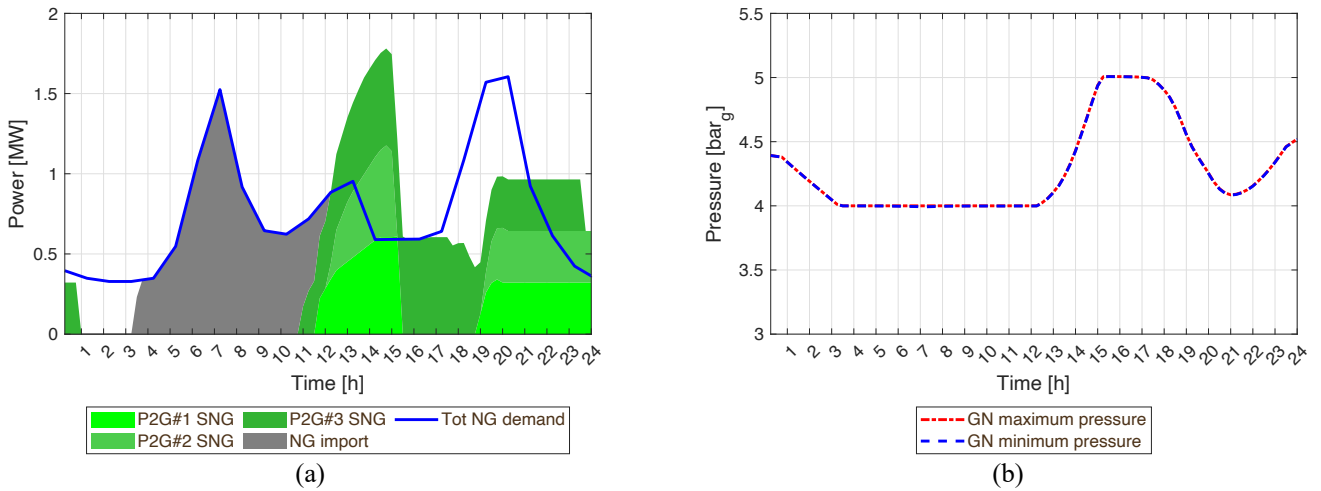 2
1.5
1
0.5
0
Power [MW]
1 2 3 4 5 6 7 8 9 10 11 12 13 14 15 16 17 18 19 20 21 22 23 24
Time [h]
P2G#1 SNG P2G#3 SNG Tot NG demand
P2G#2 SNG NG import
(a)
5.5
5
4.5
4
3.5
3
Pressure [bar_g]
1 2 3 4 5 6 7 8 9 10 11 12 13 14 15 16 17 18 19 20 21 22 23 24
Time [h]
GN maximum pressure
GN minimum pressure
(b)